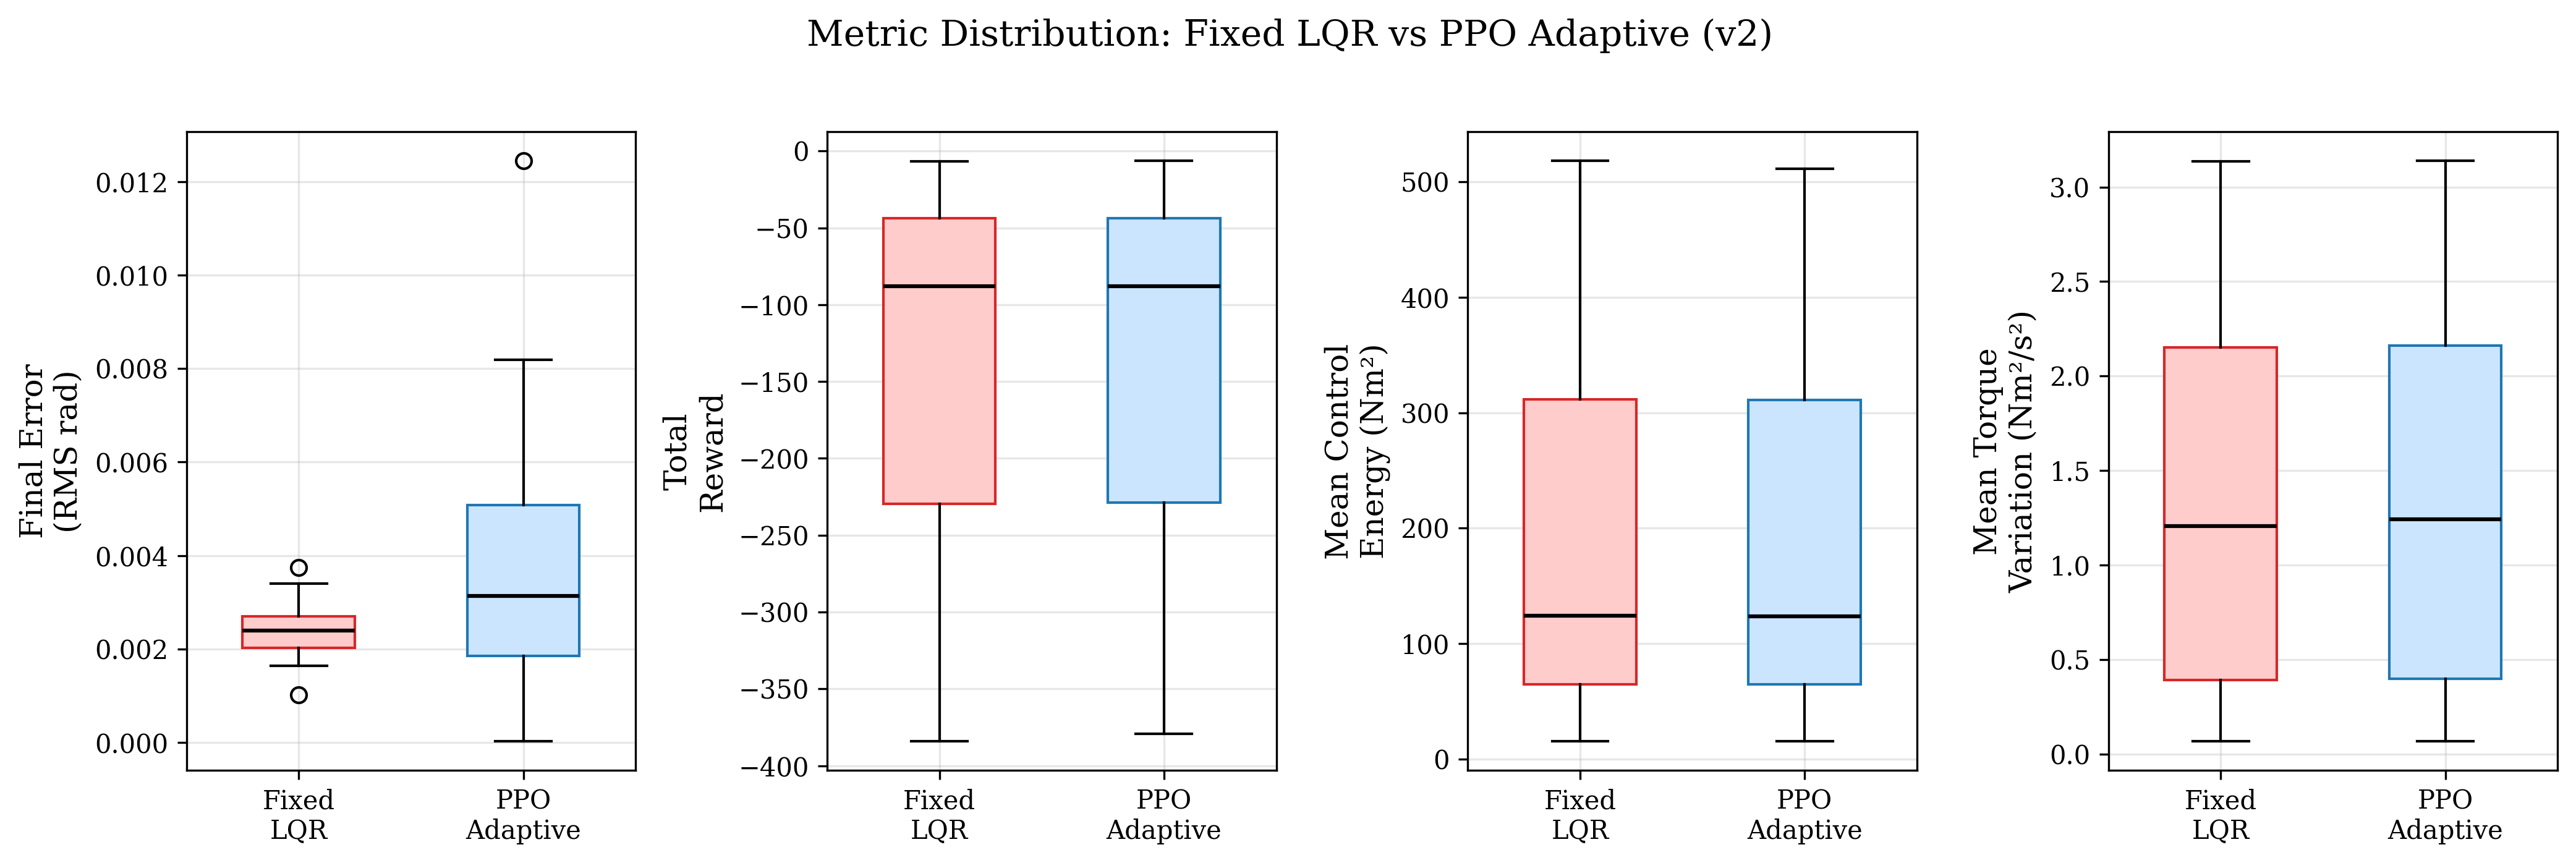 Metric Distribution: Fixed LQR vs PPO Adaptive (v2)
Final Error
(RMS rad)
0.012
0.010
0.008
0.006
0.004
0.002
0.000
Fixed
LQR
PPO
Adaptive
Total
Reward
0
−50
−100
−150
−200
−250
−300
−350
−400
Fixed
LQR
PPO
Adaptive
Mean Control
Energy (Nm²)
500
400
300
200
100
0
Fixed
LQR
PPO
Adaptive
Mean Torque
Variation (Nm²/s²)
3.0
2.5
2.0
1.5
1.0
0.5
0.0
Fixed
LQR
PPO
Adaptive